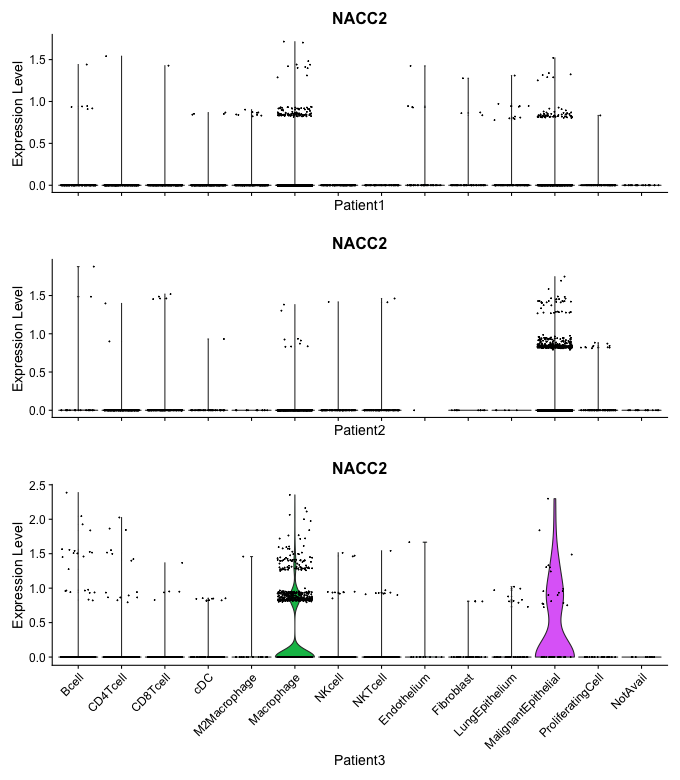 NACC2
Expression Level
1.5
1.0
0.5
0.0
Patient1
NACC2
Expression Level
1.5
1.0
0.5
0.0
Patient2
NACC2
Expression Level
2.5
2.0
1.5
1.0
0.5
0.0
Bcell
CD4Tcell
CD8Tcell
cDC
M2Macrophage
Macrophage
NKcell
NKTcell
Endothelium
Fibroblast
LungEpithelium
MalignantEpithelial
ProliferatingCell
NotAvail
Patient3